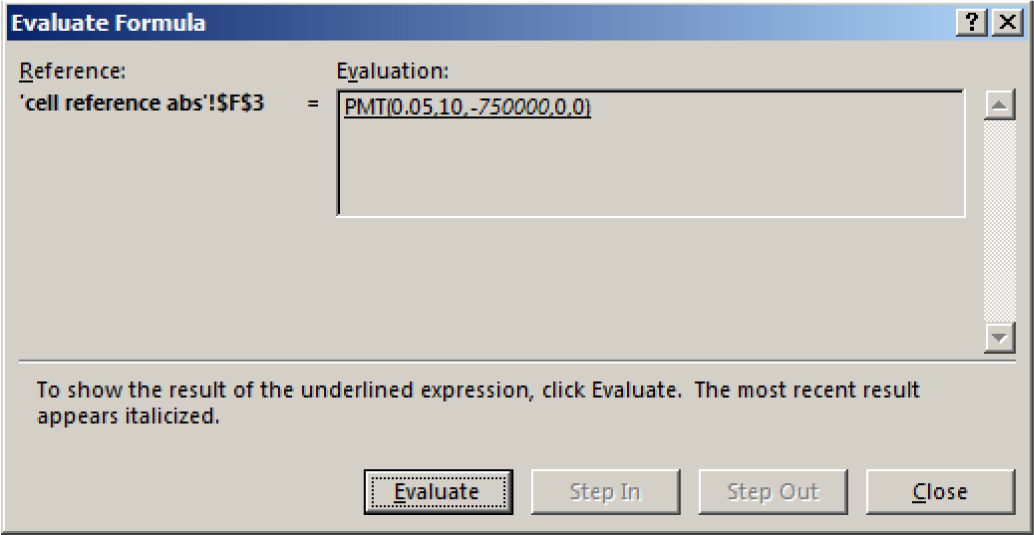 Evaluate Formula
Reference:
Evaluation:
'cell reference abs'!$F$3 = PMT(0.05,10,-750000,0,0)
To show the result of the underlined expression, click Evaluate. The most recent result
appears italicized.
Evaluate Step In Step Out Close